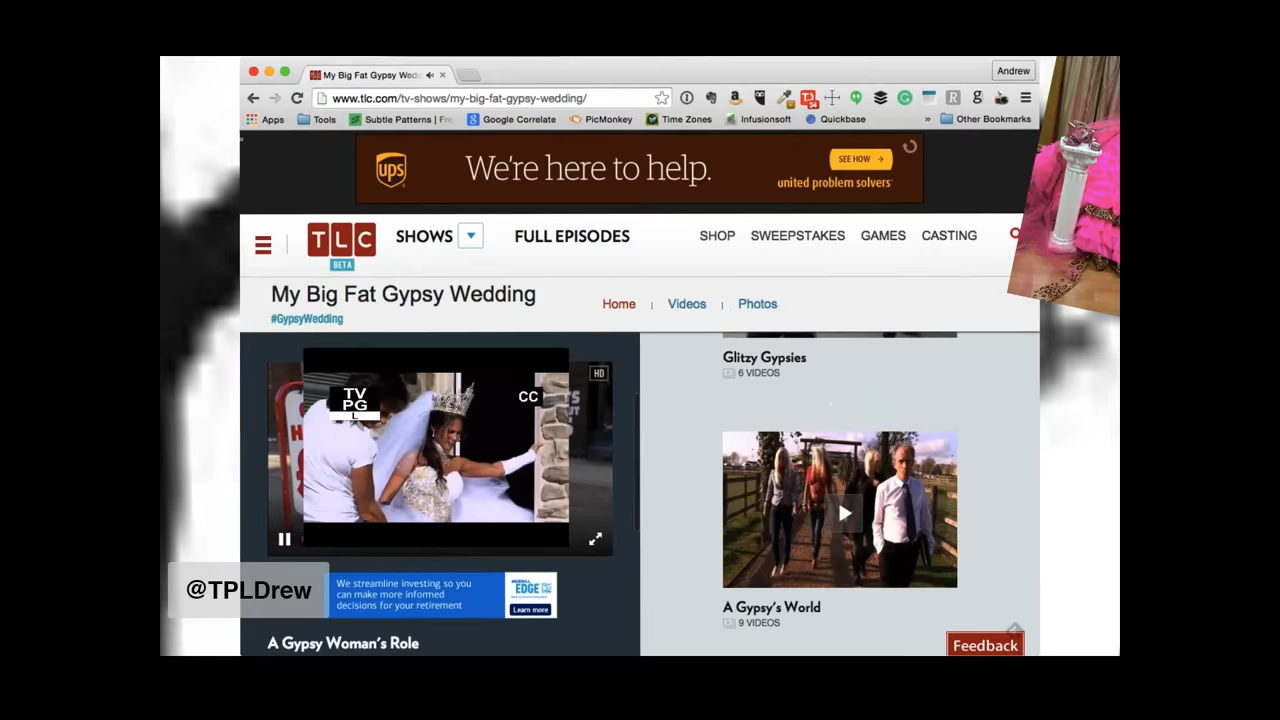 My Big Fat Gypsy Wedd
Andrew
www.tlc.com/tv-shows/my-big-fat-gypsy-wedding/
Apps Tools Subtle Patterns | Fre Google Correlate PicMonkey Time Zones Infusionsoft Quickbase » Other Bookmarks
ups We're here to help. SEE HOW →
united problem solvers
TLC SHOWS FULL EPISODES SHOP SWEEPSTAKES GAMES CASTING
BETA
My Big Fat Gypsy Wedding
Home | Videos | Photos
#GypsyWedding
Glitzy Gypsies
6 VIDEOS
HD
TV
PG
L
CC
@TPLDrew
We streamline investing so you
can make more informed
decisions for your retirement
MERRILL
EDGE
Learn more
A Gypsy Woman's Role
A Gypsy's World
9 VIDEOS
Feedback